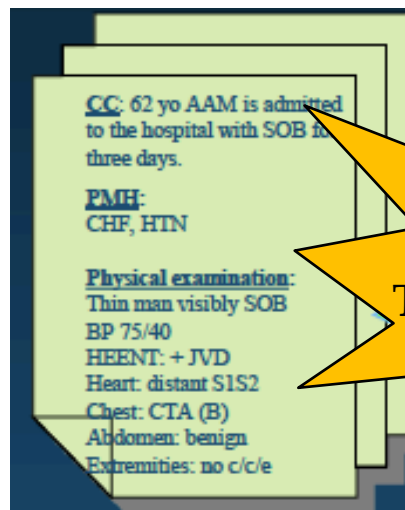 CC: 62 yo AAM is admitted
to the hospital with SOB
three days.
PMH:
CHF, HTN
Physical examination:
Thin man visibly SOB
BP 75/40
HEENT: + JVD
Heart: distant S1S2
Chest: CTA (B)
Abdomen: benign
Extremities: no c/c/e